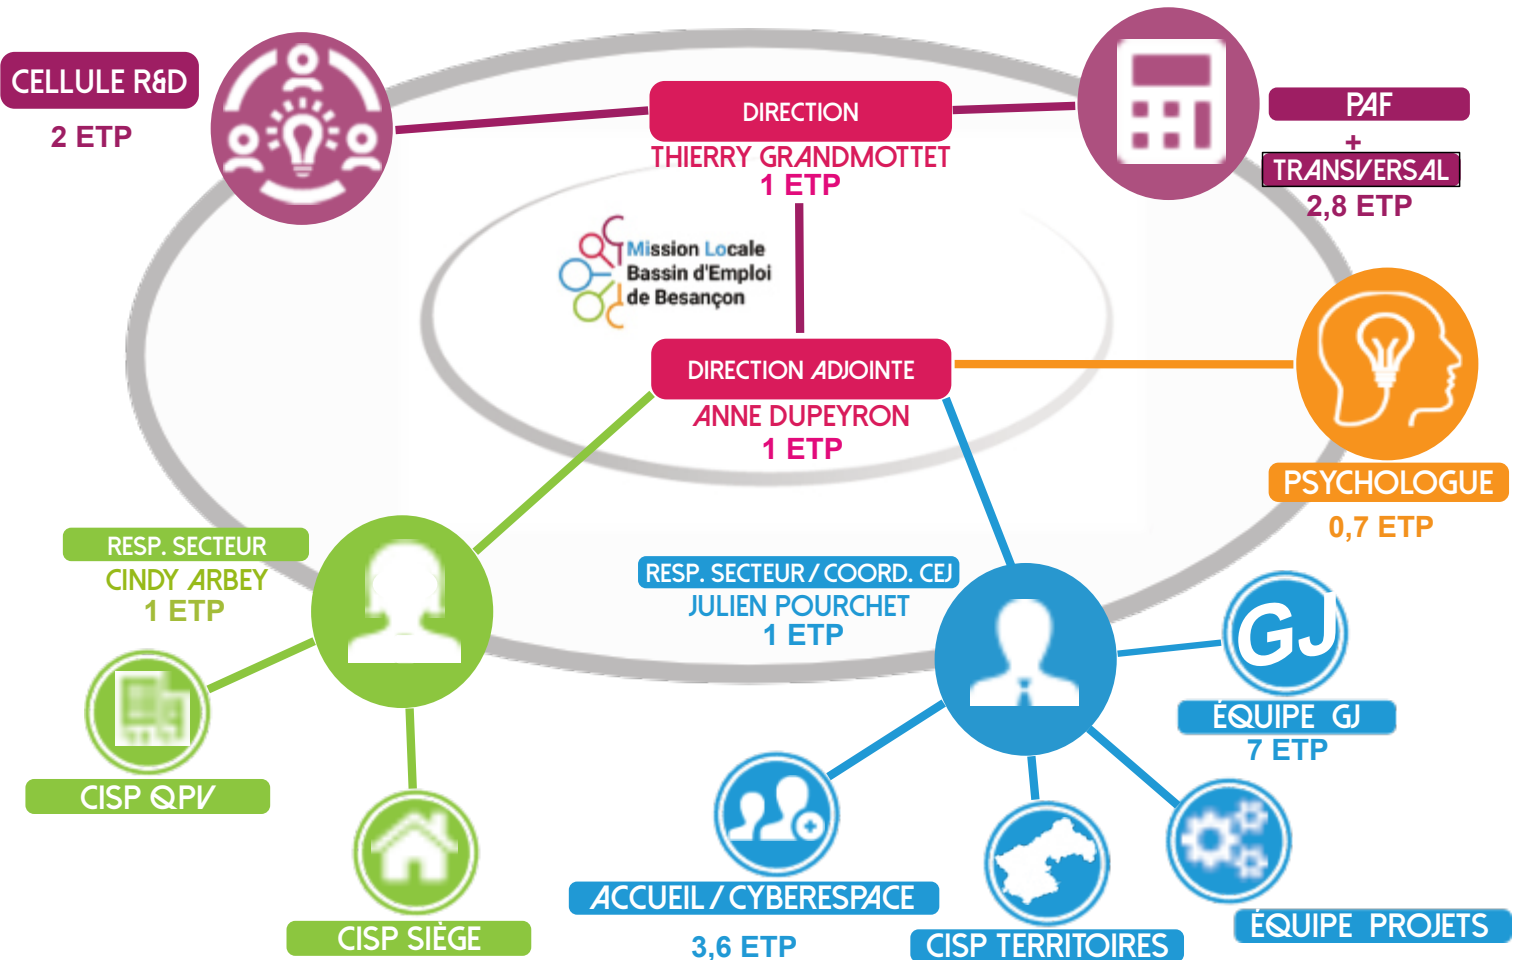 CELLULE R&D
2 ETP
DIRECTION
THIERRY GRANDMOTTET
1 ETP
PAF
+
TRANSVERSAL
2,8 ETP
Mission Locale
Bassin d'Emploi
de Besançon
DIRECTION ADJOINTE
ANNE DUPEYRON
1 ETP
PSYCHOLOGUE
0,7 ETP
RESP. SECTEUR
CINDY ARBEY
1 ETP
RESP. SECTEUR / COORD. CEJ
JULIEN POURCHET
1 ETP
GJ
ÉQUIPE GJ
7 ETP
CISP QPV
CISP SIÈGE
ACCUEIL / CYBERESPACE
3,6 ETP
CISP TERRITOIRES
ÉQUIPE PROJETS